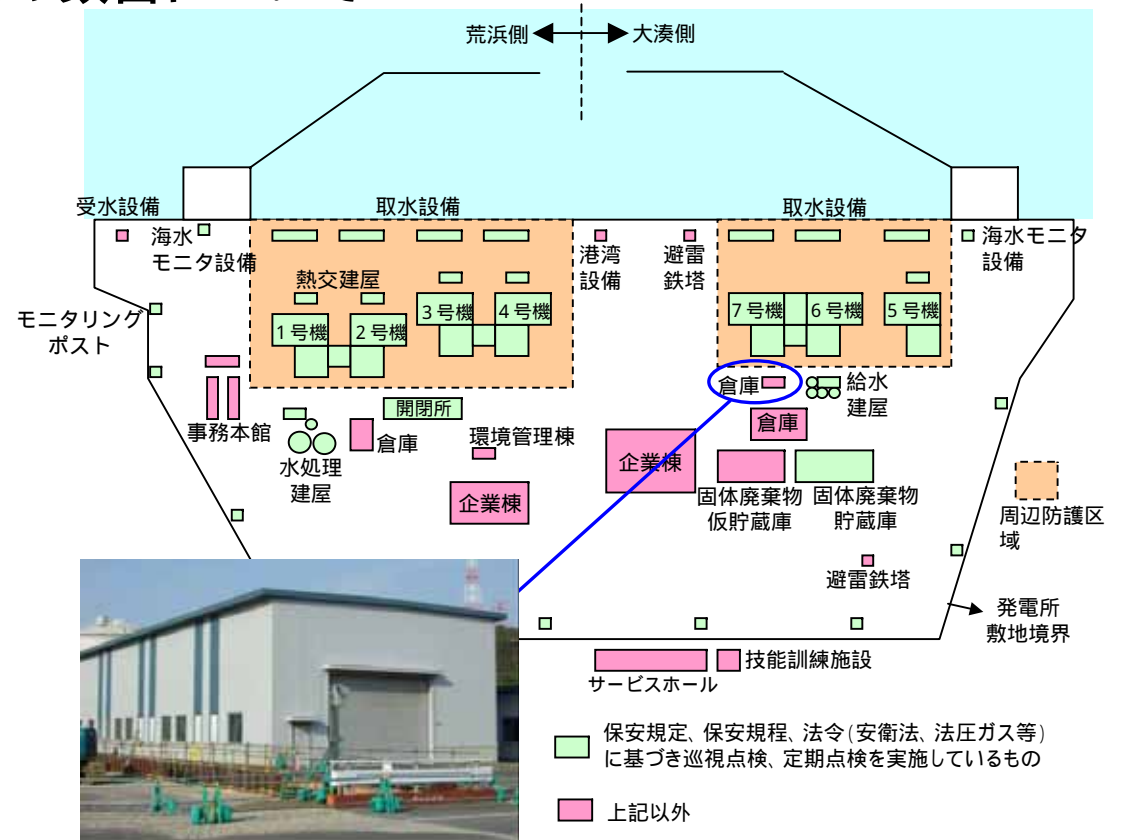 荒浜側
大湊側
受水設備
取水設備
取水設備
海水
モニタ設備
港湾
設備
避雷
鉄塔
海水モニタ
設備
熱交建屋
モニタリング
ポスト
1号機
2号機
3号機
4号機
7号機
6号機
5号機
倉庫
給水
建屋
事務本館
開閉所
倉庫
環境管理棟
倉庫
水処理
建屋
企業棟
企業棟
固体廃棄物
仮貯蔵庫
固体廃棄物
貯蔵庫
周辺防護区
域
避雷鉄塔
発電所
敷地境界
技能訓練施設
サービスホール
保安規定、保安規程、法令(安衛法、法圧ガス等)
に基づき巡視点検、定期点検を実施しているもの
上記以外